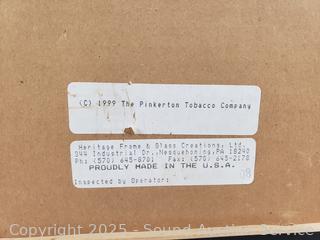 (C) 1999 The Pinkerton Tobacco Company
Heritage Frame & Glass Creations, Ltd.
944 Industrial Dr., Nesquehoning, PA 18240
Ph: (570) 645-8701 Fax: (570) 645-2178
PROUDLY MADE IN THE U.S.A.
Inspected by Operator:
08
Copyright 2025 - Sound Auction Service